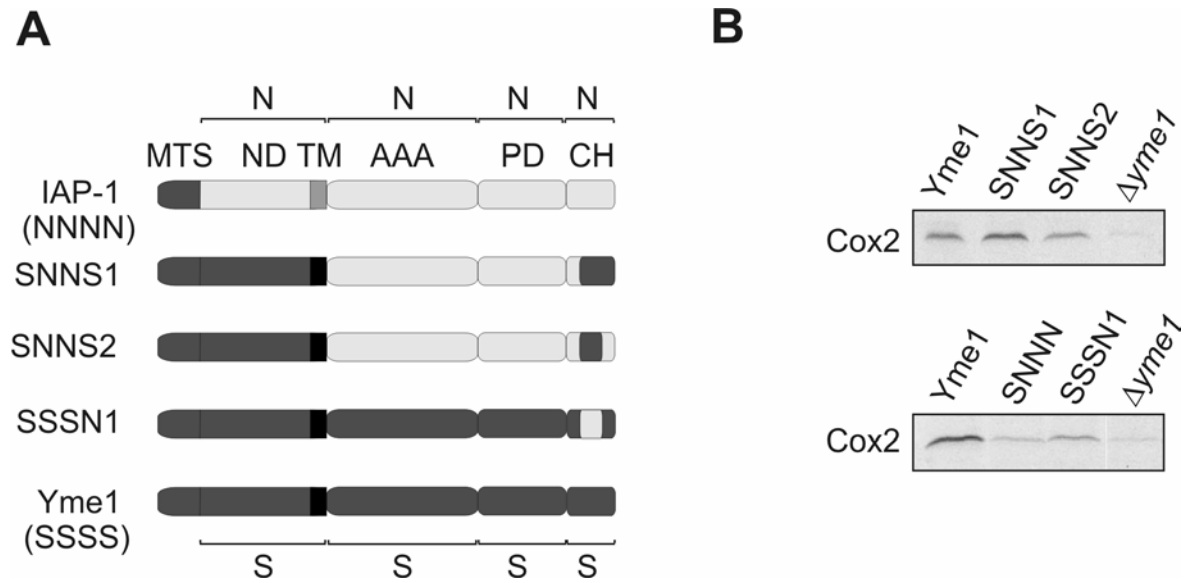 A
N N N N
MTS ND TM AAA PD CH
IAP-1
(NNNN)
SNNS1
SNNS2
SSSN1
Yme1
(SSSS)
S S S S
B
Yme1 SNNS1 SNNS2 Δyme1
Cox2
Yme1 SNNN SSSN1 Δyme1
Cox2